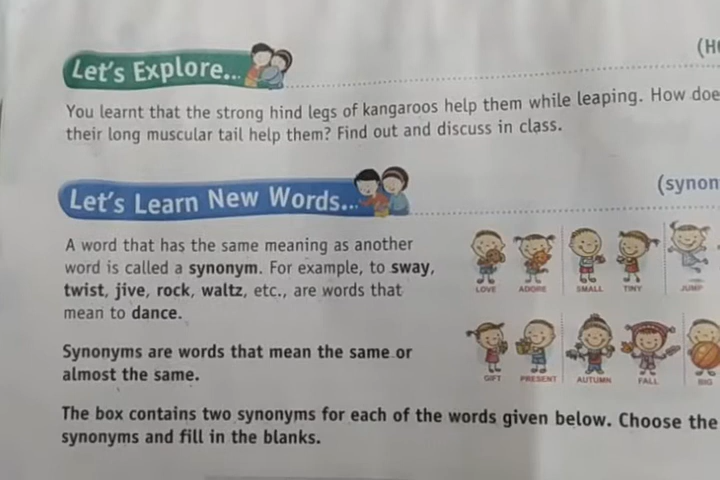 (H
Let's Explore...
You learnt that the strong hind legs of kangaroos help them while leaping. How doe
their long muscular tail help them? Find out and discuss in class.
Let's Learn New Words...
(synon
A word that has the same meaning as another
word is called a synonym. For example, to sway,
twist, jive, rock, waltz, etc., are words that
mean to dance.
Synonyms are words that mean the same or
almost the same.
LOVE ADORE SMALL TINY JUMP
GIFT PRESENT AUTUMN FALL BIG
The box contains two synonyms for each of the words given below. Choose the
synonyms and fill in the blanks.